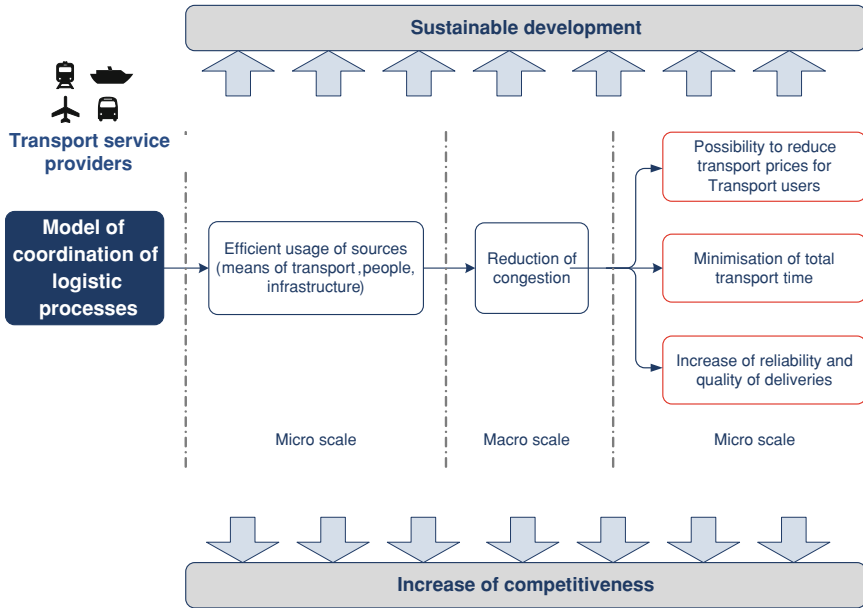 Sustainable development
Transport service
providers
Model of
coordination of
logistic
processes
Efficient usage of sources
(means of transport ,people,
infrastructure)
Reduction of
congestion
Possibility to reduce
transport prices for
Transport users
Minimisation of total
transport time
Increase of reliability and
quality of deliveries
Micro scale
Macro scale
Micro scale
Increase of competitiveness